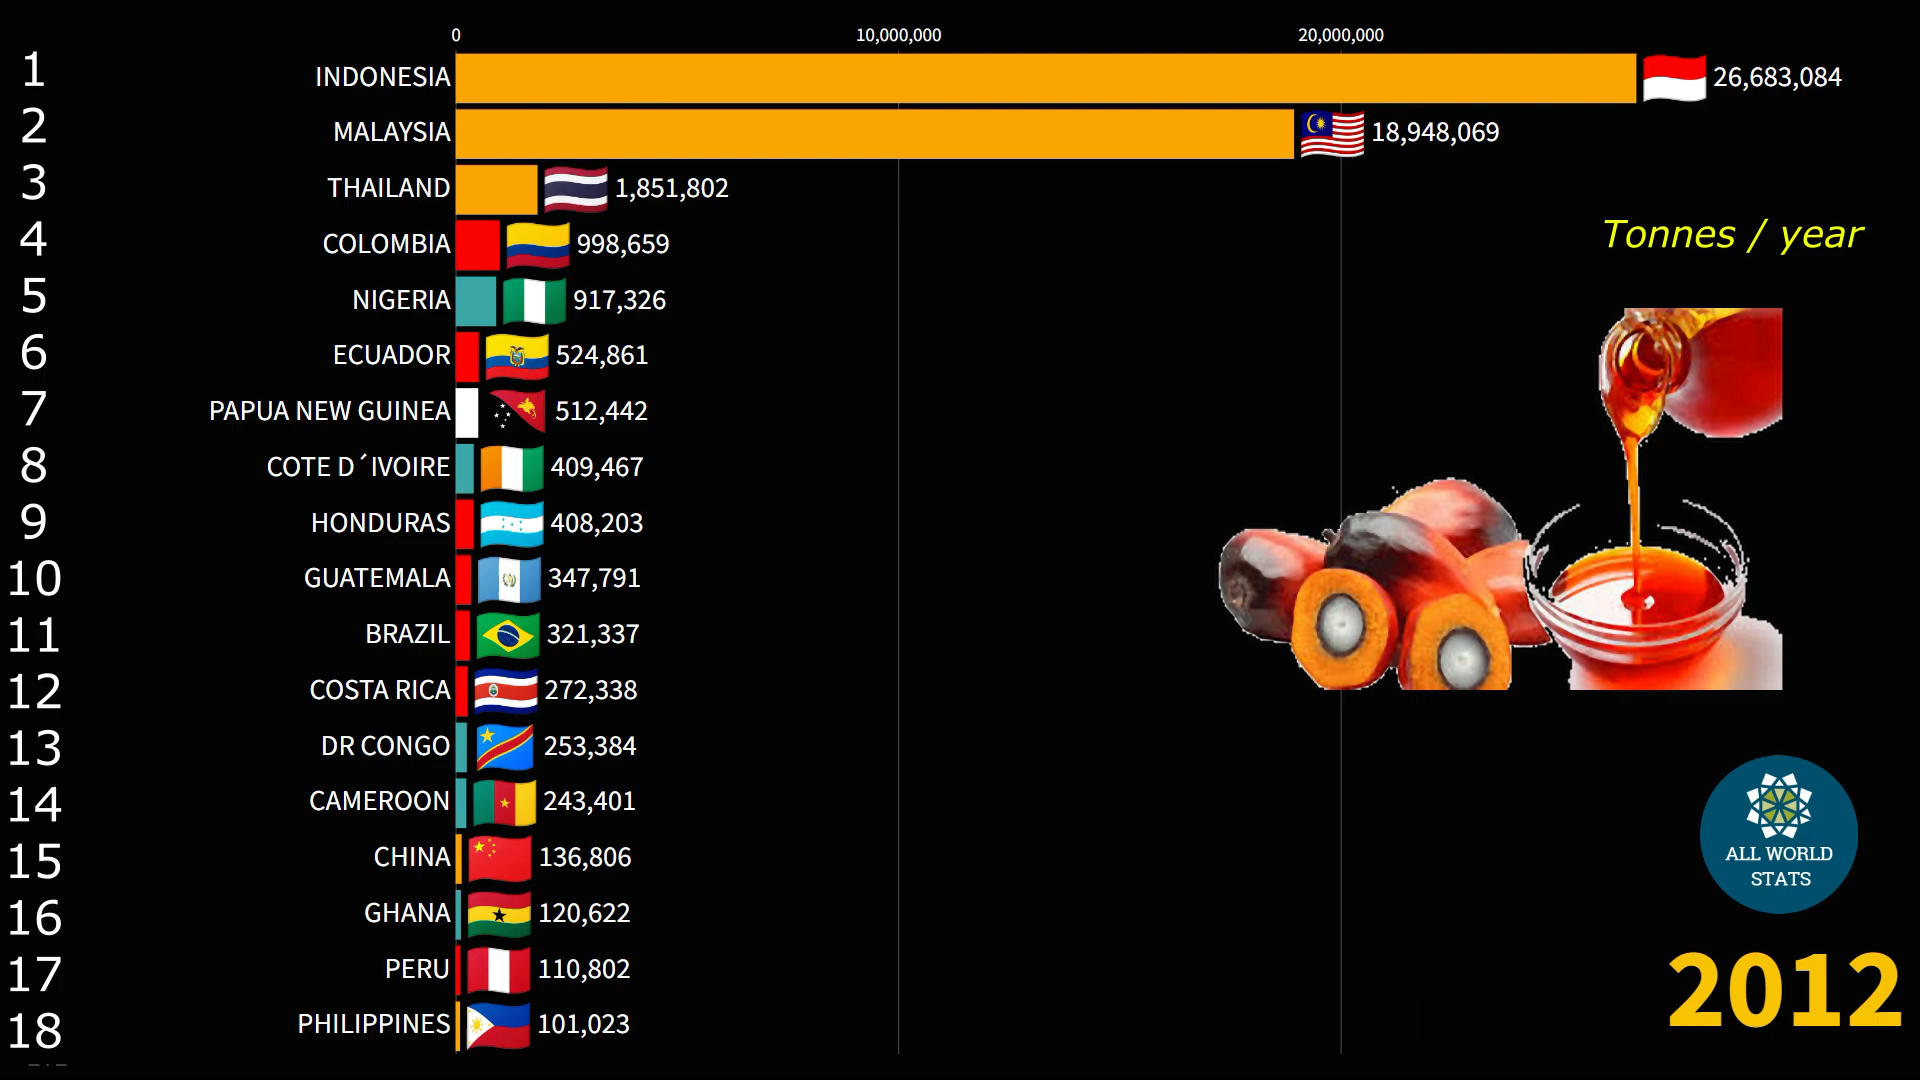 0 10,000,000 20,000,000
1 INDONESIA 26,683,084
2 MALAYSIA 18,948,069
3 THAILAND 1,851,802
4 COLOMBIA 998,659
Tonnes / year
5 NIGERIA 917,326
6 ECUADOR 524,861
7 PAPUA NEW GUINEA 512,442
8 COTE D´IVOIRE 409,467
9 HONDURAS 408,203
10 GUATEMALA 347,791
11 BRAZIL 321,337
12 COSTA RICA 272,338
13 DR CONGO 253,384
14 CAMEROON 243,401
15 CHINA 136,806
ALL WORLD
STATS
16 GHANA 120,622
17 PERU 110,802
18 PHILIPPINES 101,023
2012